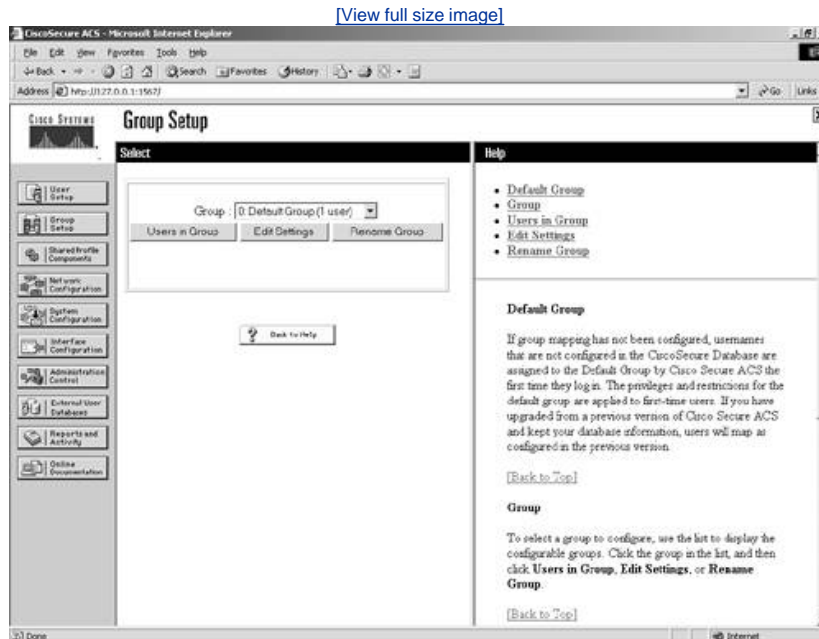 [View full size image]
CiscoSecure ACS - Microsoft Internet Explorer
File Edit View Favorites Tools Help
Back Search Favorites History
Address http://127.0.0.1:1567/ Go Links
CISCO SYSTEMS
Group Setup
Select
Help
User Setup
Group Setup
Shared Profile Components
Network Configuration
System Configuration
Interface Configuration
Administration Control
External User Databases
Reports and Activity
Online Documentation
Group : 0: Default Group (1 user)
Users in Group Edit Settings Rename Group
Back to Help
Default Group
Group
Users in Group
Edit Settings
Rename Group
Default Group
If group mapping has not been configured, usernames
that are not configured in the CiscoSecure Database are
assigned to the Default Group by Cisco Secure ACS the
first time they log in. The privileges and restrictions for the
default group are applied to first-time users. If you have
upgraded from a previous version of Cisco Secure ACS
and kept your database information, users will map as
configured in the previous version.
[Back to Top]
Group
To select a group to configure, use the list to display the
configurable groups. Click the group in the list, and then
click Users in Group, Edit Settings, or Rename
Group.
[Back to Top]
Done
Internet